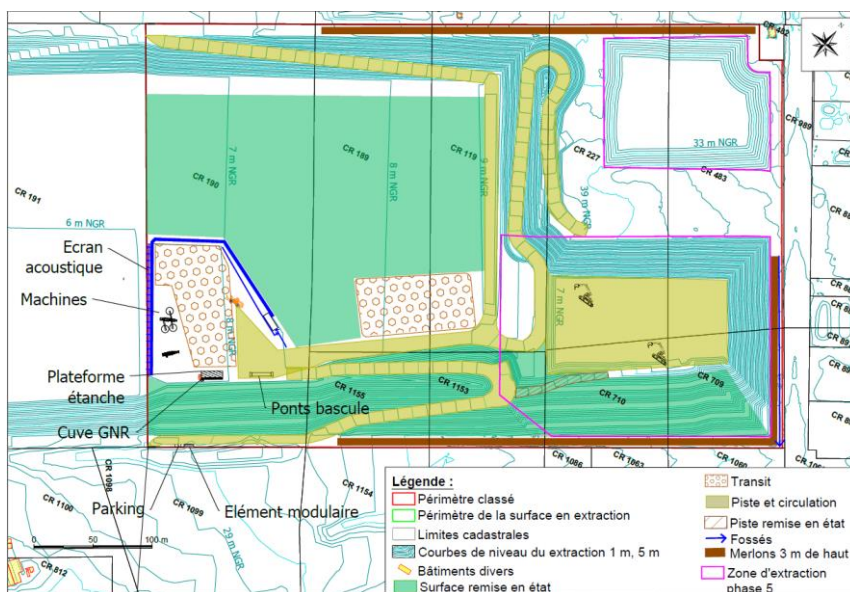 CR 482
CR 989
7 m NGR
CR 189
8 m NGR
CR 119
9 m NGR
CR 227
39 m NGR
33 m NGR
CR 483
CR 190
CR 191
6 m NGR
Ecran
acoustique
Machines
8 m NGR
7 m NGR
Plateforme
étanche
Ponts bascule
Cuve GNR
CR 1155
CR 1153
CR 709
CR 710
Parking
Elément modulaire
CR 1098
CR 1100
CR 1099
29 m NGR
CR 1154
CR 1086
CR 1063
CR 1060
0 50 100 m
CR 812
Légende :
Périmètre classé
Périmètre de la surface en extraction
Limites cadastrales
Courbes de niveau du extraction 1 m, 5 m
Bâtiments divers
Surface remise en état
Transit
Piste et circulation
Piste remise en état
Fossés
Merlons 3 m de haut
Zone d'extraction
phase 5